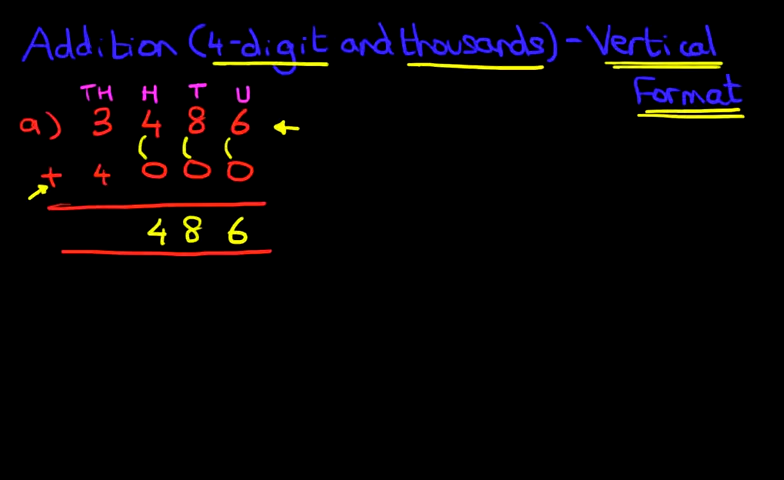 Addition (4-digit and thousands) - Vertical
Format
TH H T U
a) 3 4 8 6
+ 4 0 0 0
4 8 6